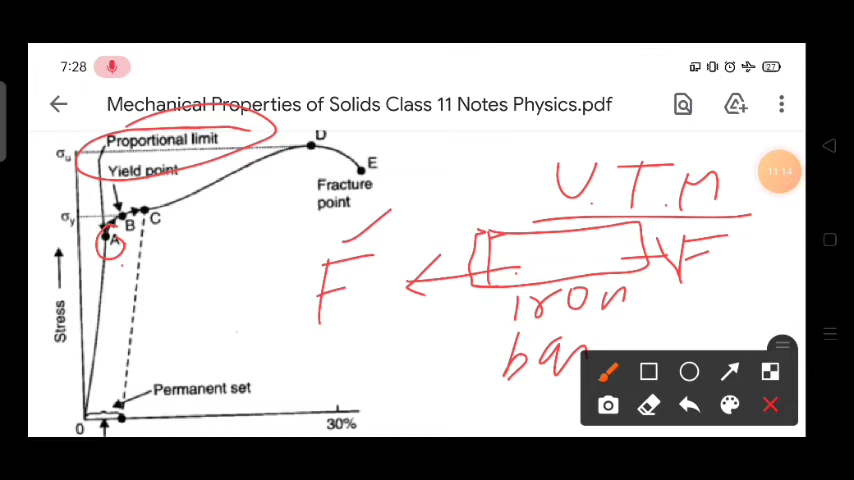 7:28
27
Mechanical Properties of Solids Class 11 Notes Physics.pdf
11:14
Proportional limit
Yield point
σu
σy
A
B
C
D
E
Fracture
point
Stress
Permanent set
0
30%
U.T.M
F
F
iron
bar